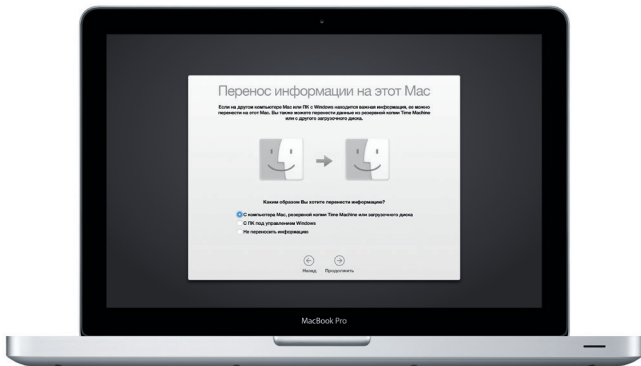 Перенос информации на этот Mac
Если на другом компьютере Mac или ПК с Windows находится важная информация, ее можно
перенести на этот Mac. Вы также можете перенести данные из резервной копии Time Machine
или с другого загрузочного диска.
Каким образом Вы хотите перенести информацию?
С компьютера Mac, резервной копии Time Machine или загрузочного диска
С ПК под управлением Windows
Не переносить информацию
Назад Продолжить
MacBook Pro